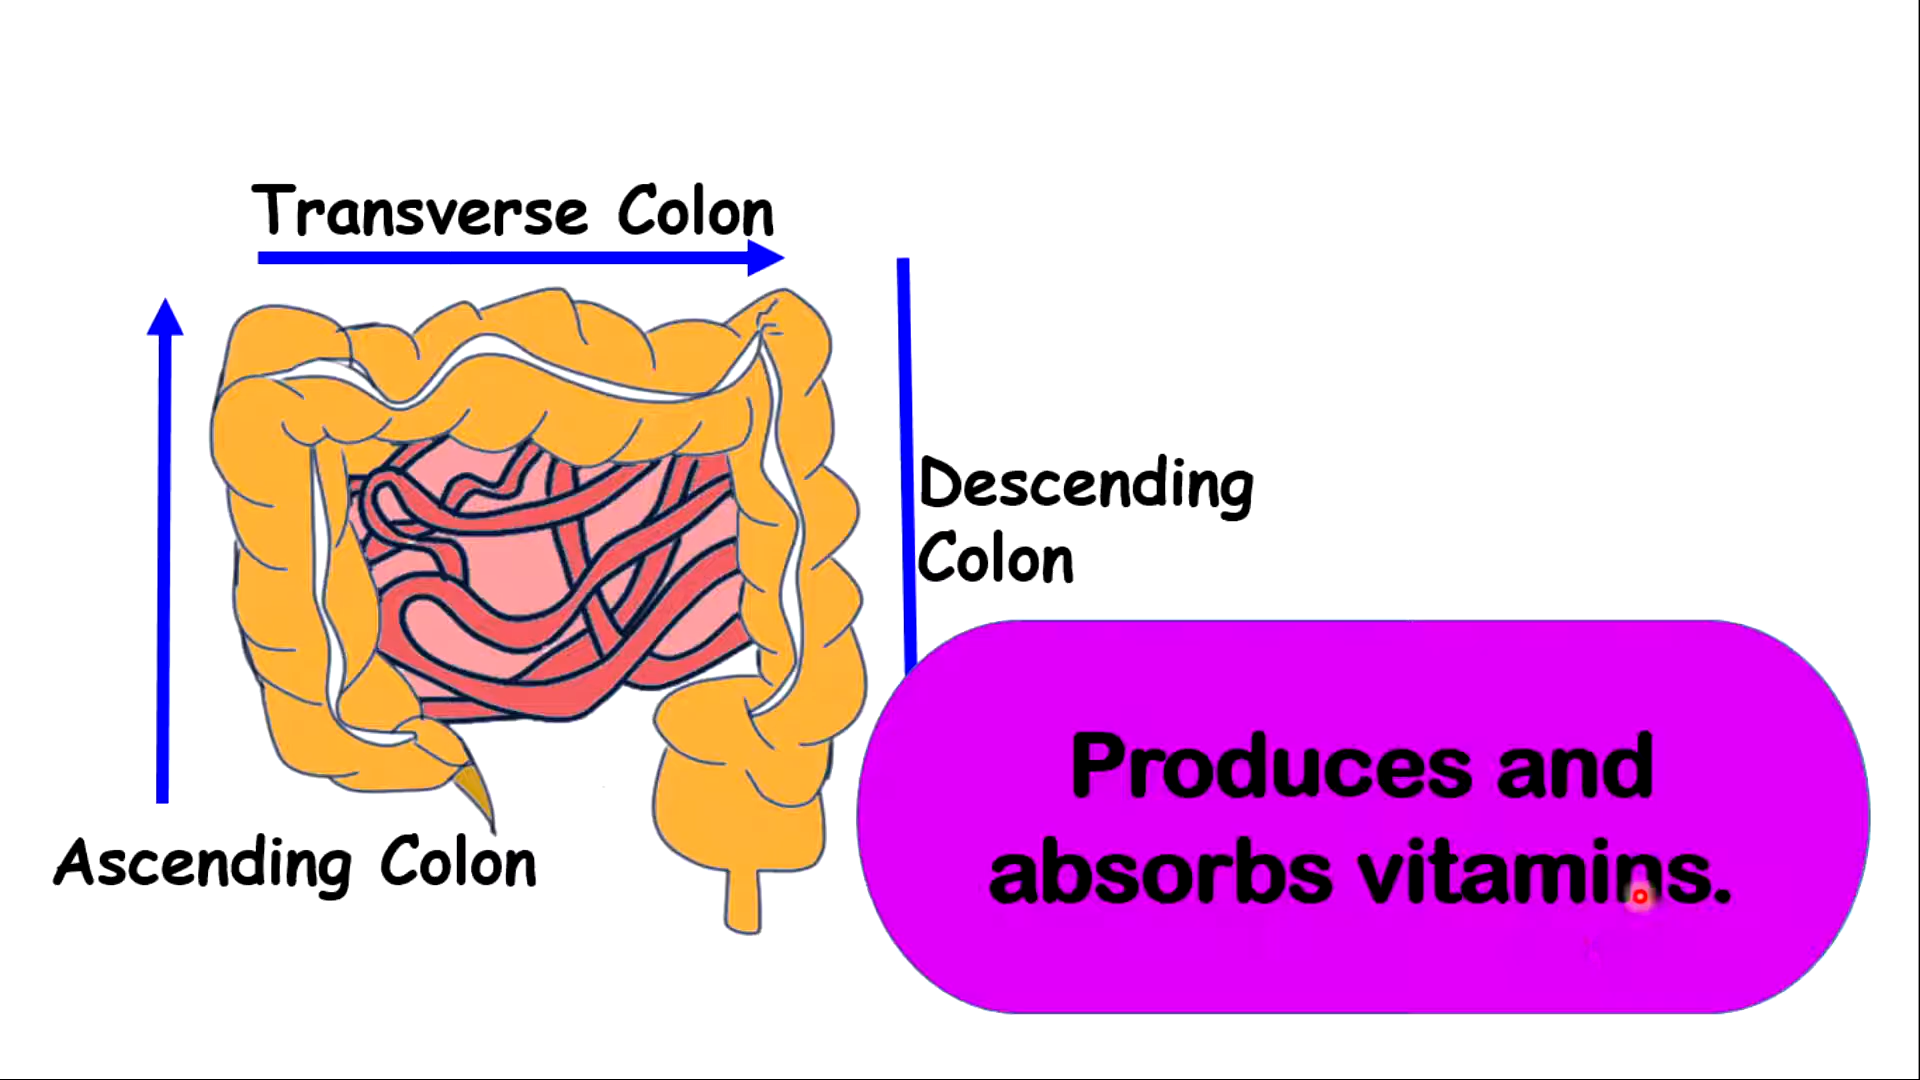 Transverse Colon
Descending
Colon
Produces and
absorbs vitamins.
Ascending Colon